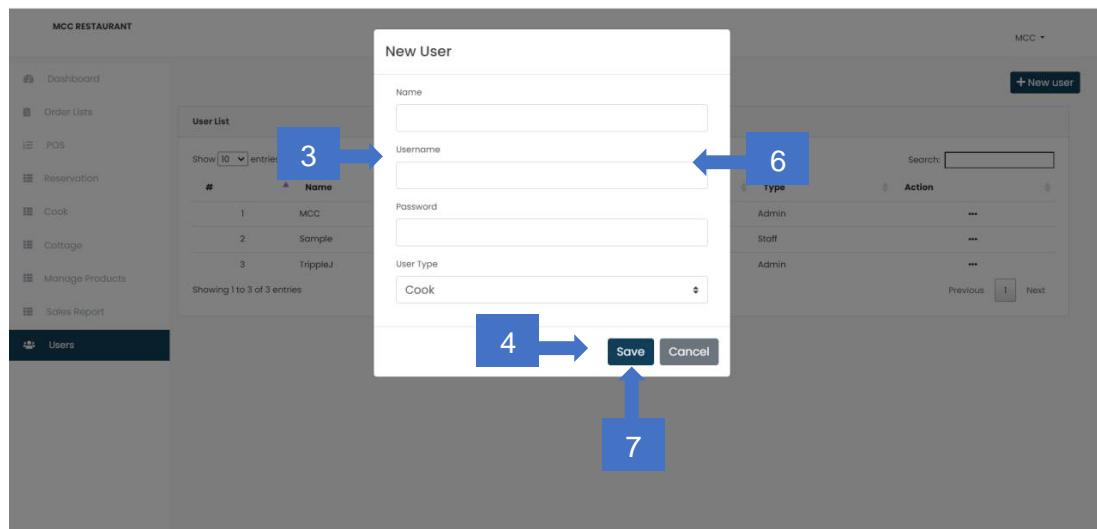 MCC RESTAURANT
MCC
New User
Dashboard
+ New user
Name
Order Lists
User List
POS
Username
3
6
Show 10 entries
Search:
Reservation
# Name Type Action
Password
Cook
1 MCC Admin •••
2 Sample Staff •••
Cottage
User Type
3 TrippleJ Admin •••
Manage Products
Cook
Showing 1 to 3 of 3 entries
Previous 1 Next
Sales Report
Users
4
Save Cancel
7